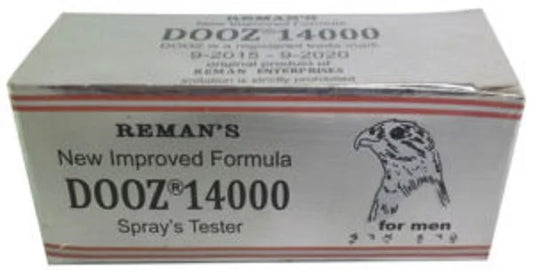 REMAN'S
New Improved Formula
DOOZ®14000
DOOZ is a registered trade mark
9-2015 - 9-2020
original product of
REMAN ENTERPRISES
imitation is strictly prohibited
REMAN'S
New Improved Formula
DOOZ®14000
Spray's Tester
for men